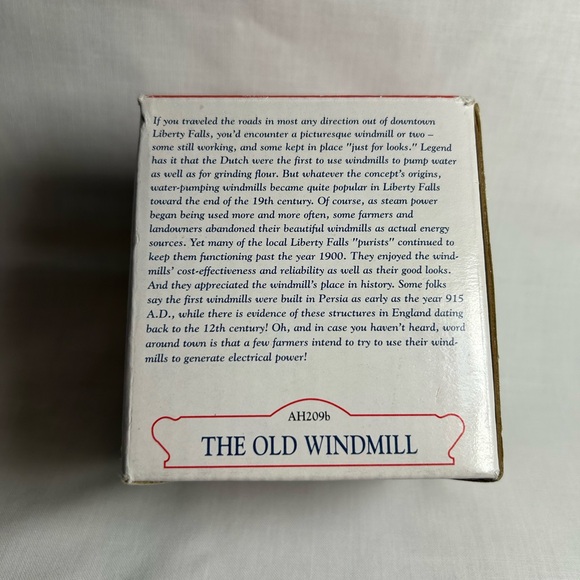 If you traveled the roads in most any direction out of downtown
Liberty Falls, you'd encounter a picturesque windmill or two –
some still working, and some kept in place "just for looks." Legend
has it that the Dutch were the first to use windmills to pump water
as well as for grinding flour. But whatever the concept's origins,
water-pumping windmills became quite popular in Liberty Falls
toward the end of the 19th century. Of course, as steam power
began being used more and more often, some farmers and
landowners abandoned their beautiful windmills as actual energy
sources. Yet many of the local Liberty Falls "purists" continued to
keep them functioning past the year 1900. They enjoyed the wind-
mills' cost-effectiveness and reliability as well as their good looks.
And they appreciated the windmill's place in history. Some folks
say the first windmills were built in Persia as early as the year 915
A.D., while there is evidence of these structures in England dating
back to the 12th century! Oh, and in case you haven't heard, word
around town is that a few farmers intend to try to use their wind-
mills to generate electrical power!
AH209b
THE OLD WINDMILL